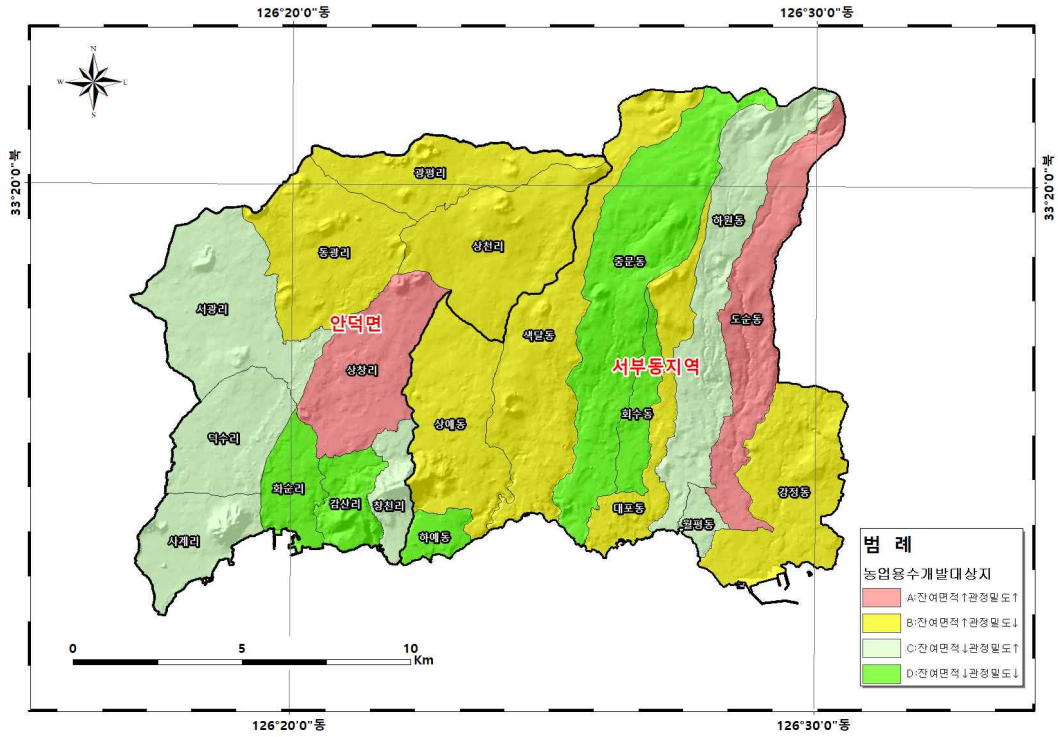 126°20'0"동 126°30'0"동
N
W E
S
33°20'0"북 33°20'0"북
광평리
하원동
상천리
동광리
중문동
서광리
도순동
안덕면
색달동
상창리
서부동지역
상예동
회수동
덕수리
강정동
화순리
감산리 창천리
대포동
월평동
하예동
사계리
범 례
농업용수개발대상지
A:잔여면적↑관정밀도↑
B:잔여면적↑관정밀도↓
C:잔여면적↓관정밀도↑
D:잔여면적↓관정밀도↓
0 5 10
Km
126°20'0"동 126°30'0"동